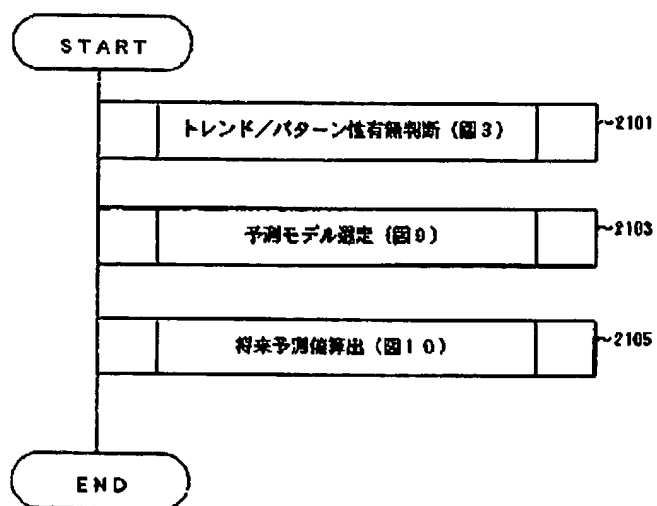 START
トレンド／パターン性有無判断（図３）
～2101
予測モデル選定（図９）
～2103
将来予測値算出（図１０）
～2105
END